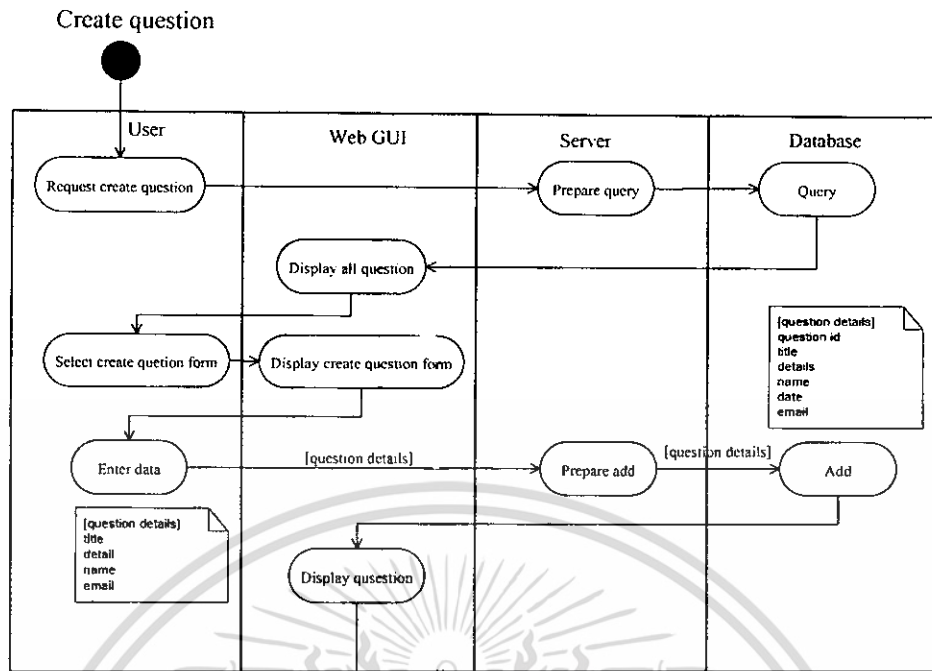 Create question
User
Web GUI
Server
Database
Request create question
Prepare query
Query
Display all question
[question details]
question id
title
details
name
date
email
Select create quetion form
Display create question form
Enter data
[question details]
Prepare add
[question details]
Add
[question details]
title
detail
name
email
Display qusestion